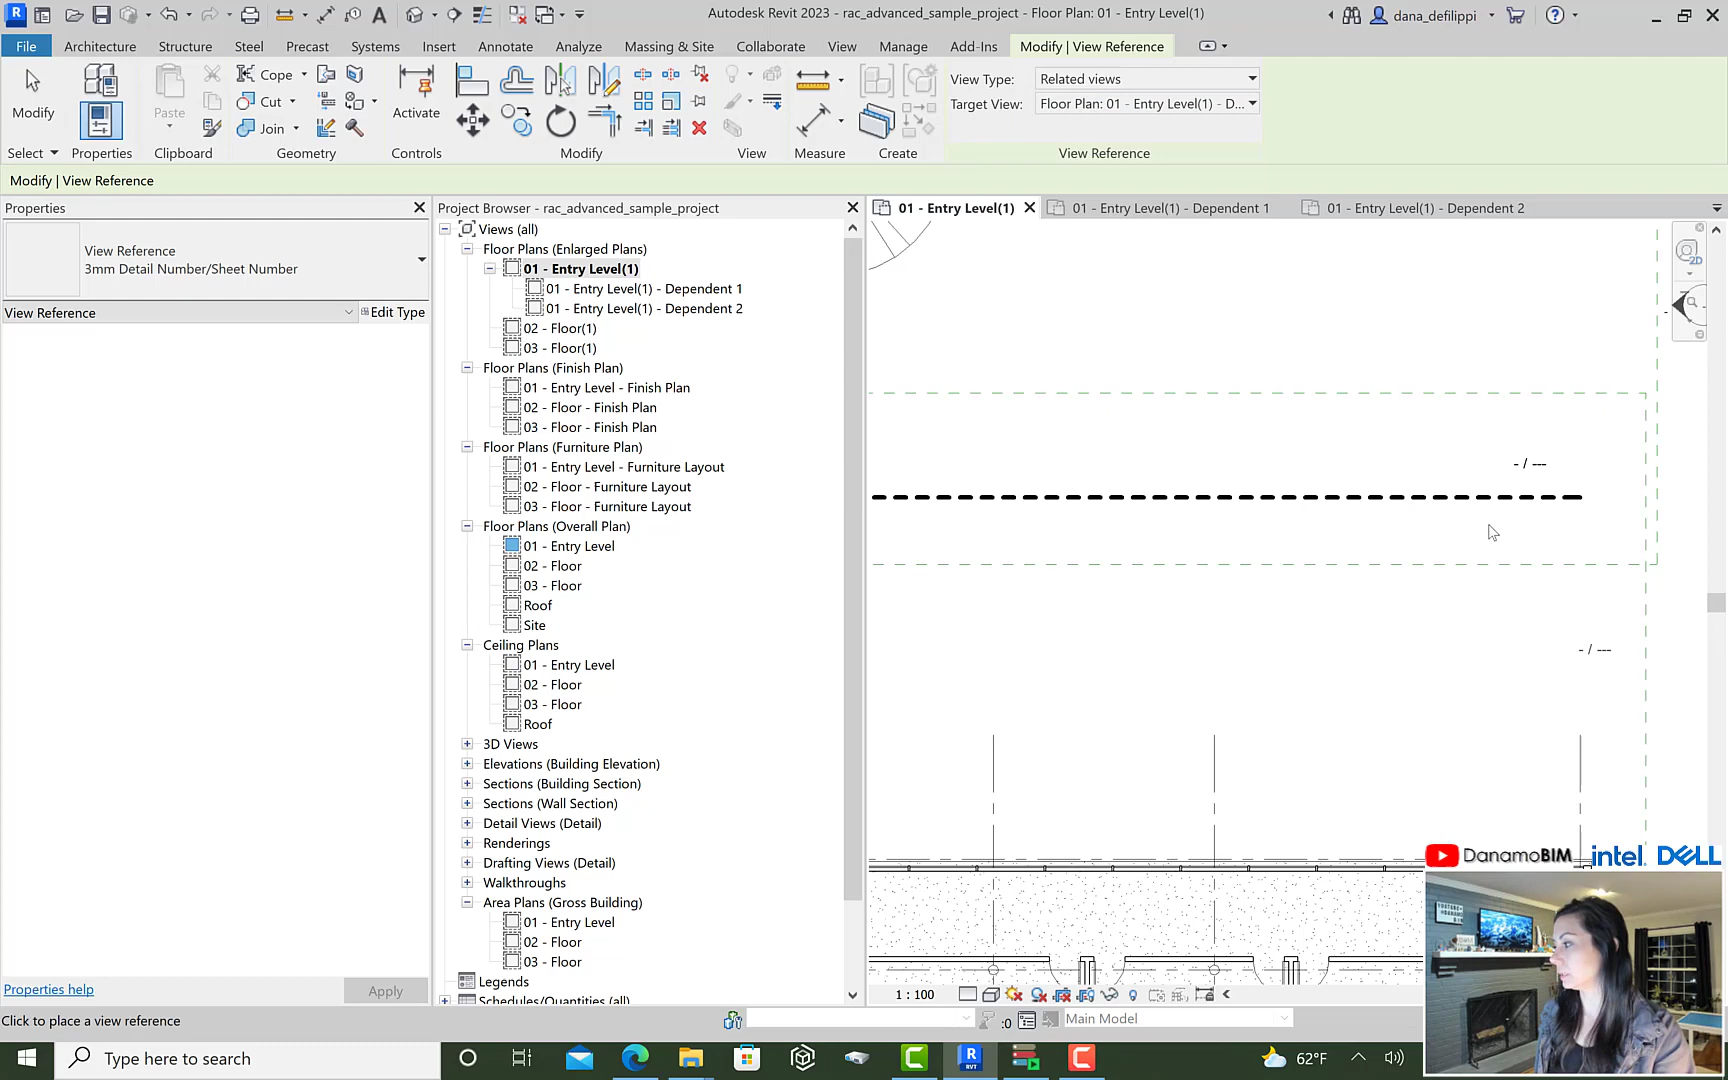 Autodesk Revit 2023 - rac_advanced_sample_project - Floor Plan: 01 - Entry Level(1)
dana_defilippi
File Architecture Structure Steel Precast Systems Insert Annotate Analyze Massing & Site Collaborate View Manage Add-Ins Modify | View Reference
Modify
Paste
Cope
Cut
Join
Activate
View Type: Related views
Target View: Floor Plan: 01 - Entry Level(1) - D...
Select Properties Clipboard Geometry Controls Modify View Measure Create View Reference
Modify | View Reference
Properties
View Reference
3mm Detail Number/Sheet Number
View Reference
Edit Type
Properties help
Apply
Project Browser - rac_advanced_sample_project
Views (all)
Floor Plans (Enlarged Plans)
01 - Entry Level(1)
01 - Entry Level(1) - Dependent 1
01 - Entry Level(1) - Dependent 2
02 - Floor(1)
03 - Floor(1)
Floor Plans (Finish Plan)
01 - Entry Level - Finish Plan
02 - Floor - Finish Plan
03 - Floor - Finish Plan
Floor Plans (Furniture Plan)
01 - Entry Level - Furniture Layout
02 - Floor - Furniture Layout
03 - Floor - Furniture Layout
Floor Plans (Overall Plan)
01 - Entry Level
02 - Floor
03 - Floor
Roof
Site
Ceiling Plans
01 - Entry Level
02 - Floor
03 - Floor
Roof
3D Views
Elevations (Building Elevation)
Sections (Building Section)
Sections (Wall Section)
Detail Views (Detail)
Renderings
Drafting Views (Detail)
Walkthroughs
Area Plans (Gross Building)
01 - Entry Level
02 - Floor
03 - Floor
Legends
Schedules/Quantities (all)
01 - Entry Level(1)
01 - Entry Level(1) - Dependent 1
01 - Entry Level(1) - Dependent 2
2D
- / ---
- / ---
DanamoBIM intel DELL
1 : 100
Click to place a view reference
:0
Main Model
Type here to search
R
RVT
62°F